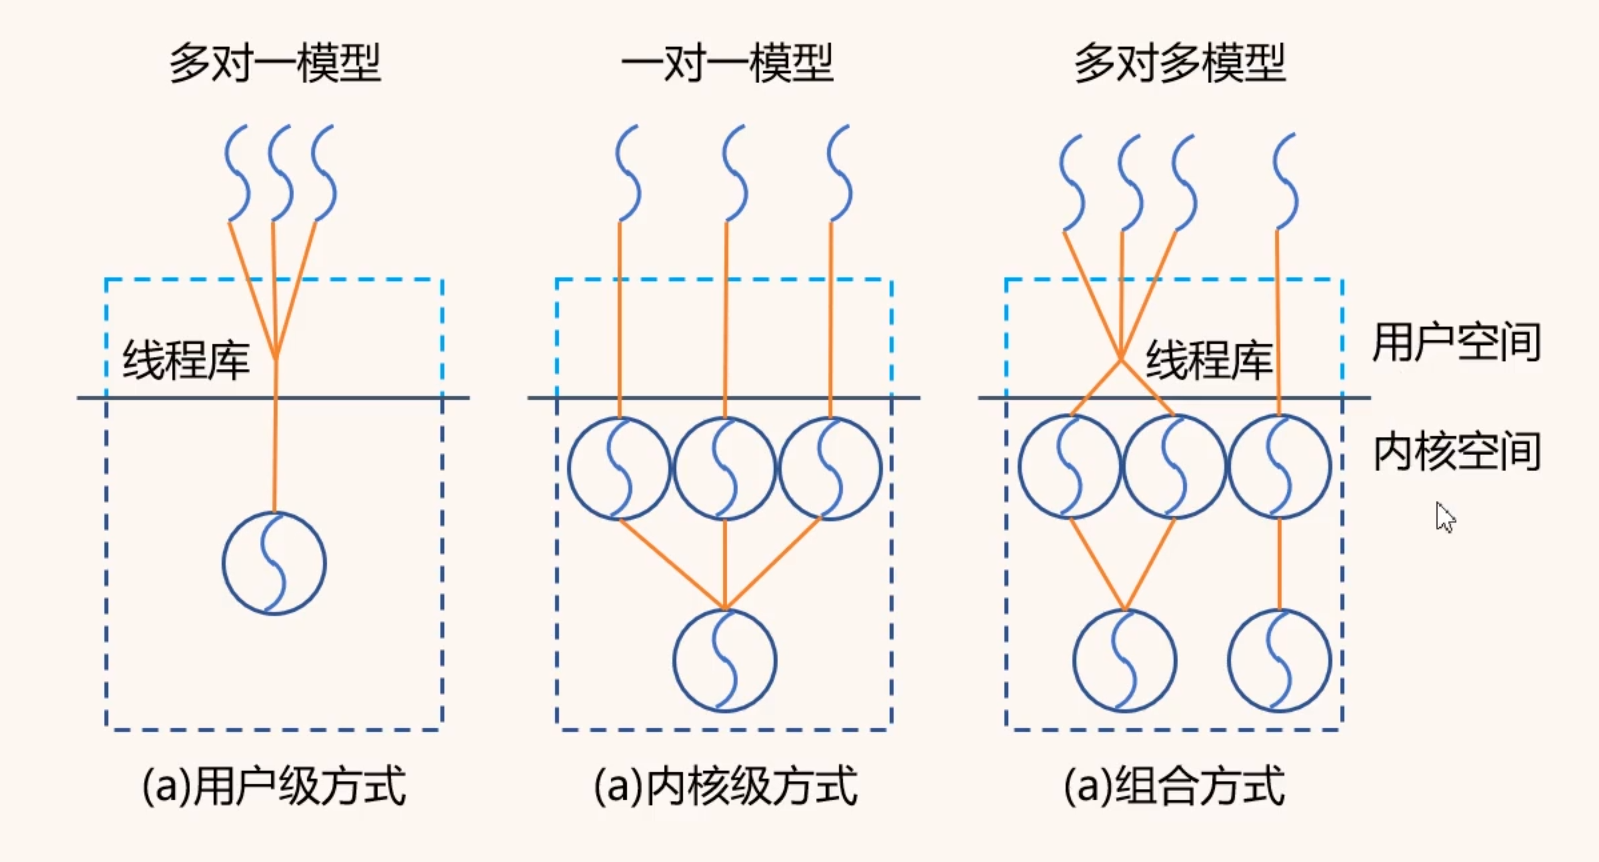 多对一模型
一对一模型
多对多模型
线程库
线程库
用户空间
内核空间
(a)用户级方式
(a)内核级方式
(a)组合方式